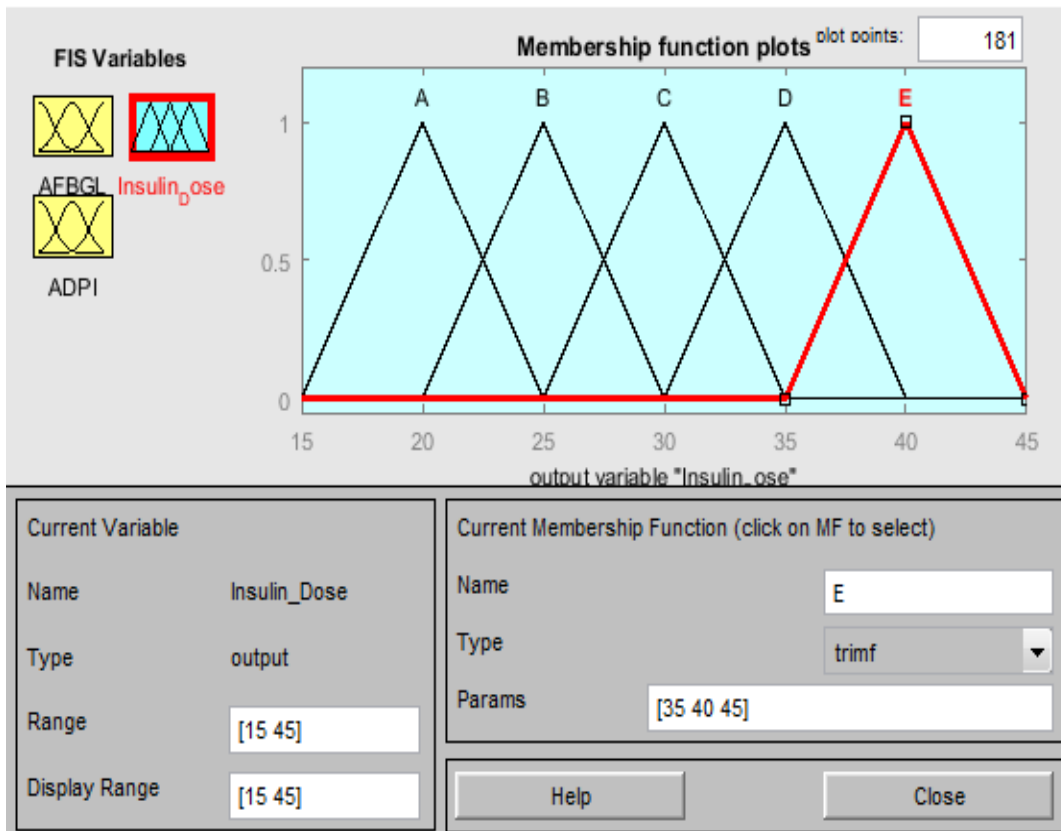 FIS Variables
AFBGL
Insulin_Dose
ADPI
Membership function plots
plot points:
181
A B C D E
1
0.5
0
15 20 25 30 35 40 45
output variable "Insulin_ose"
Current Variable
Name Insulin_Dose
Type output
Range [15 45]
Display Range [15 45]
Current Membership Function (click on MF to select)
Name E
Type trimf
Params [35 40 45]
Help
Close